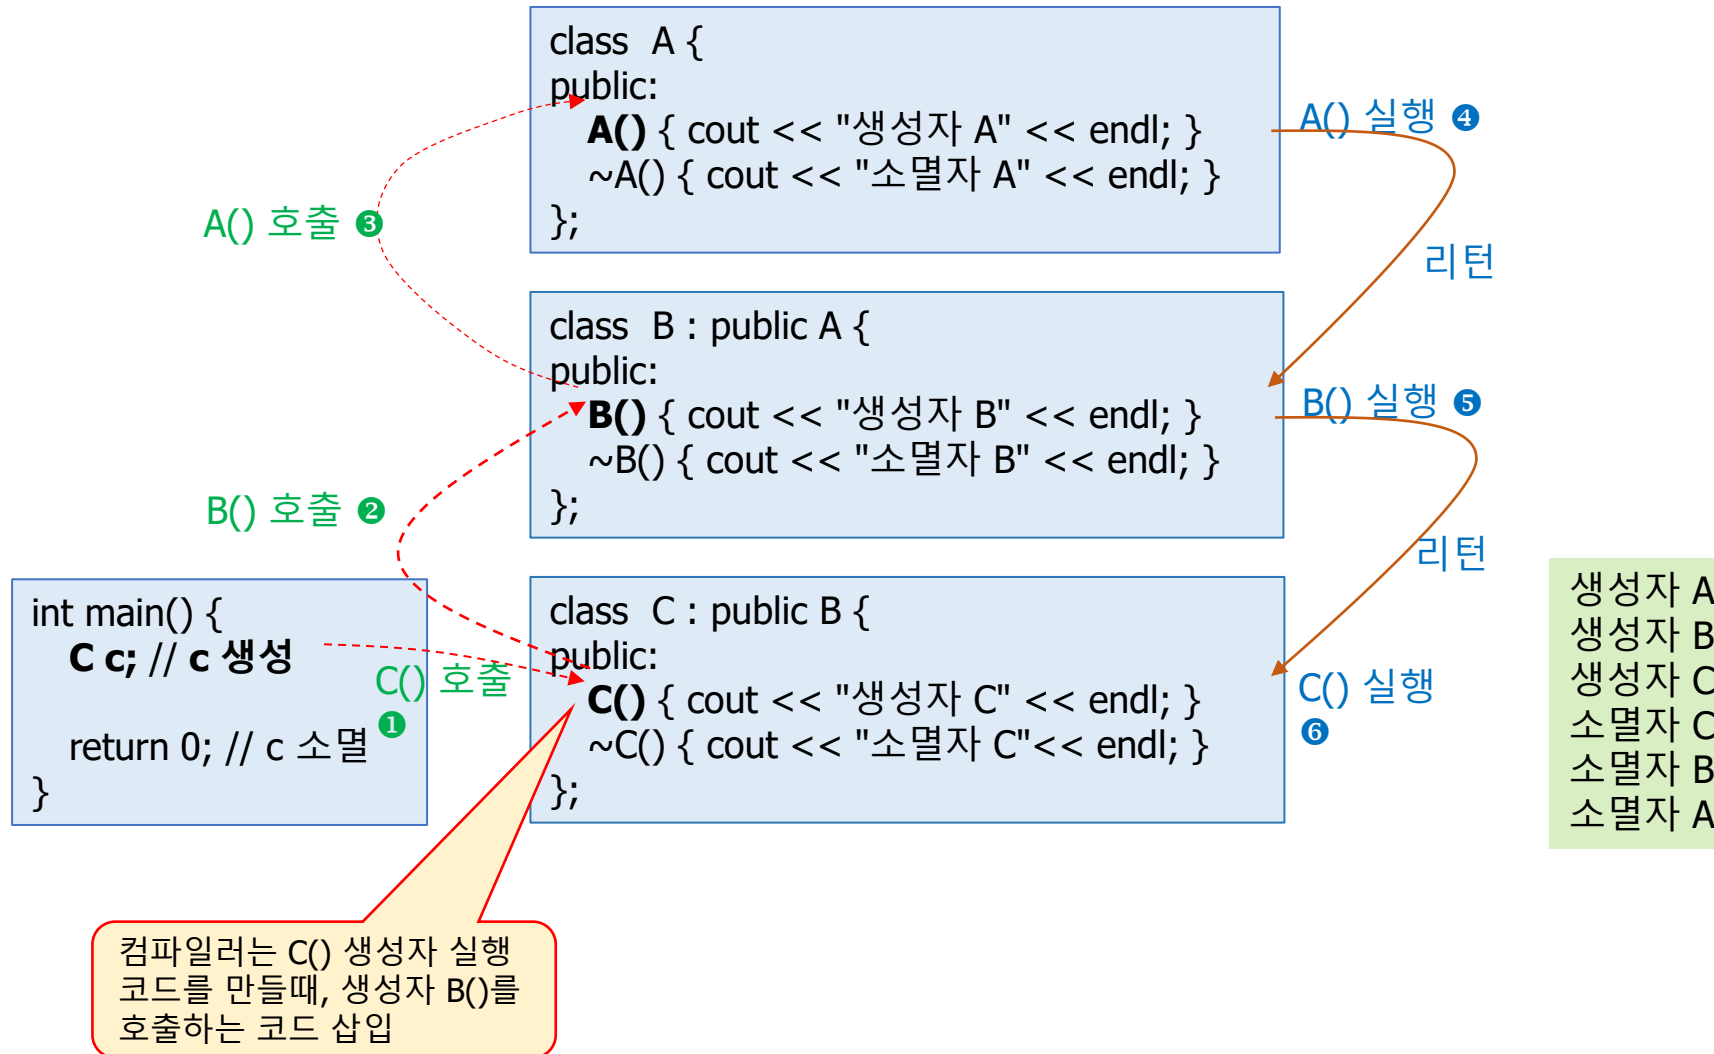 class A {
public:
A() { cout << "생성자 A" << endl; }
~A() { cout << "소멸자 A" << endl; }
};
A() 실행 ❹
A() 호출 ❸
리턴
class B : public A {
public:
B() { cout << "생성자 B" << endl; }
~B() { cout << "소멸자 B" << endl; }
};
B() 실행 ❺
B() 호출 ❷
리턴
int main() {
C c; // c 생성
return 0; // c 소멸
}
C() 호출
❶
class C : public B {
public:
C() { cout << "생성자 C" << endl; }
~C() { cout << "소멸자 C"<< endl; }
};
C() 실행
❻
생성자 A
생성자 B
생성자 C
소멸자 C
소멸자 B
소멸자 A
컴파일러는 C() 생성자 실행
코드를 만들때, 생성자 B()를
호출하는 코드 삽입